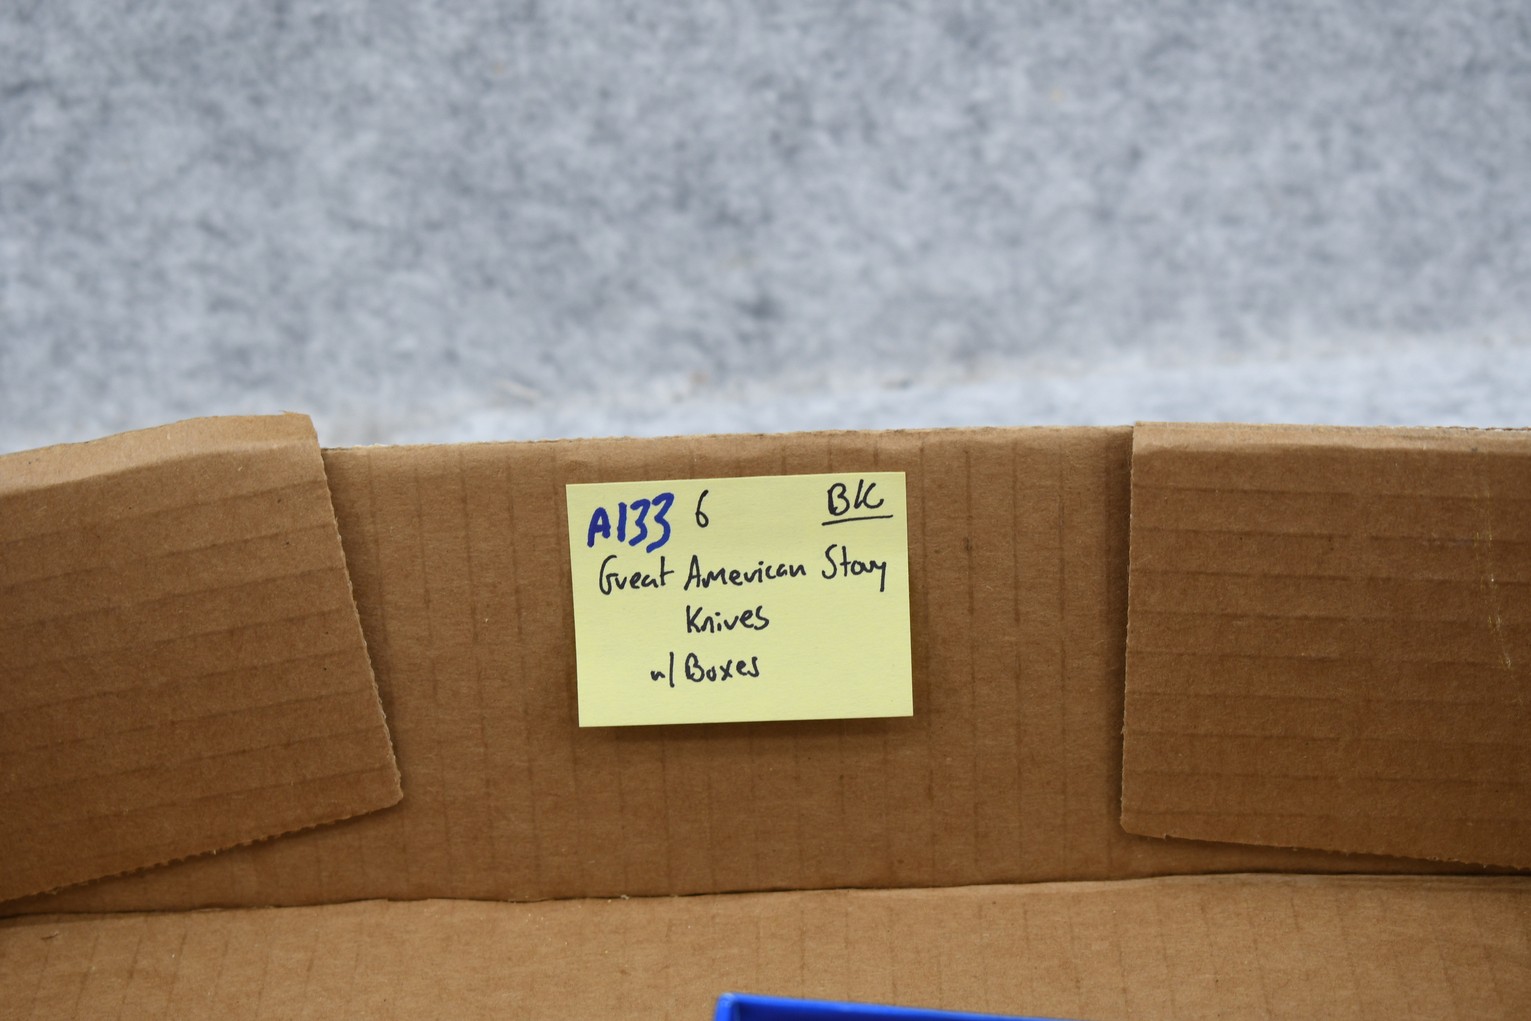 A133 6 BK
Great American Story
Knives
w/ Boxes